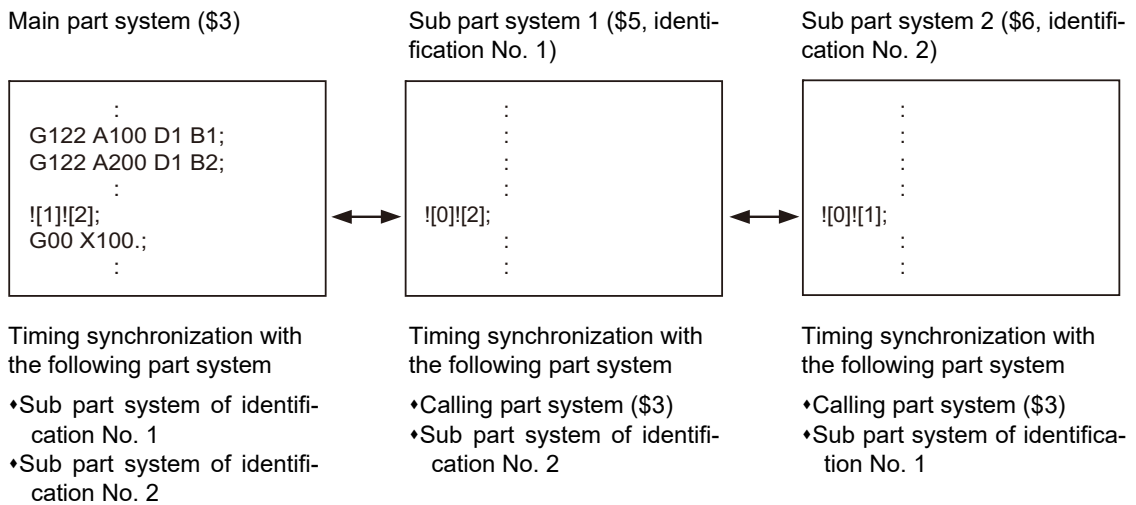 Main part system ($3)
Sub part system 1 ($5, identi-
fication No. 1)
Sub part system 2 ($6, identifi-
cation No. 2)
:
G122 A100 D1 B1;
G122 A200 D1 B2;
:
![1]![2];
G00 X100.;
:
:
:
:
:
![0]![2];
:
:
:
:
:
:
![0]![1];
:
:
Timing synchronization with
the following part system
⬧Sub part system of identifi-
cation No. 1
⬧Sub part system of identifi-
cation No. 2
Timing synchronization with
the following part system
⬧Calling part system ($3)
⬧Sub part system of identifi-
cation No. 2
Timing synchronization with
the following part system
⬧Calling part system ($3)
⬧Sub part system of identifica-
tion No. 1